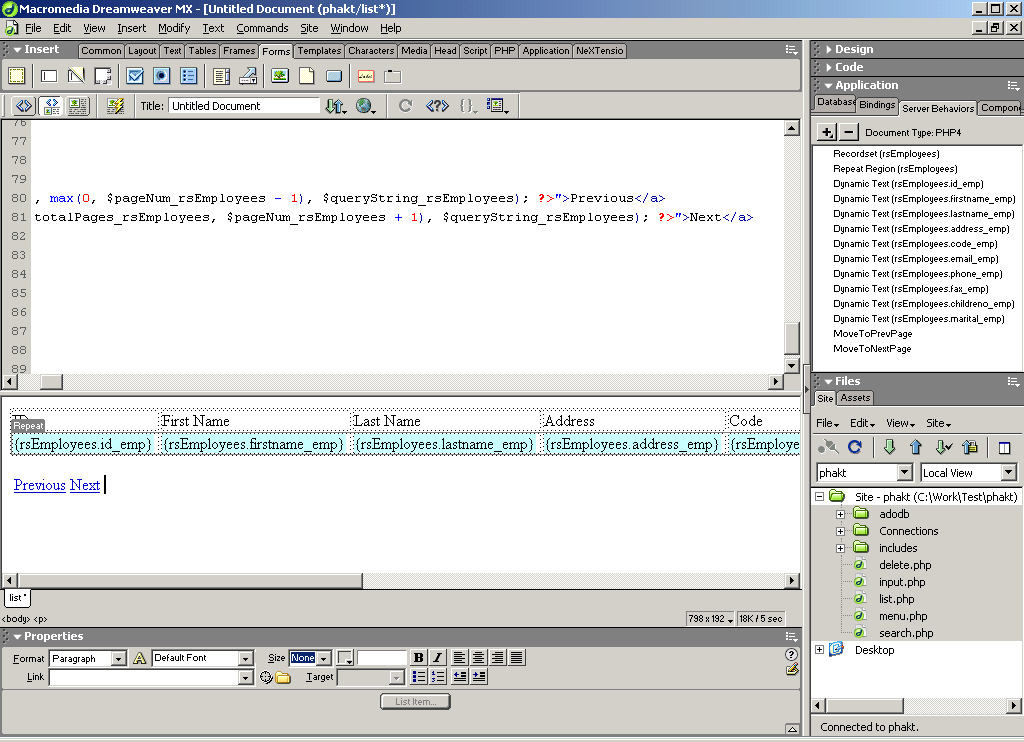 Macromedia Dreamweaver MX - [Untitled Document (phakt/list*)]
File Edit View Insert Modify Text Commands Site Window Help
Insert Common Layout Text Tables Frames Forms Templates Characters Media Head Script PHP Application NeXTensio
Title: Untitled Document
76
77
78
79
80 , max(0, $pageNum_rsEmployees - 1), $queryString_rsEmployees); ?>">Previous</a>
81 totalPages_rsEmployees, $pageNum_rsEmployees + 1), $queryString_rsEmployees); ?>">Next</a>
82
83
84
85
86
87
88
89
ID First Name Last Name Address Code
Repeat
{rsEmployees.id_emp} {rsEmployees.firstname_emp} {rsEmployees.lastname_emp} {rsEmployees.address_emp} {rsEmploye
Previous Next
list*
<body> <p>
798 x 192 18K / 5 sec
Properties
Format Paragraph Default Font Size None B I
Link Target
List Item...
Design
Code
Application
Database Bindings Server Behaviors Compon
Document Type: PHP4
Recordset (rsEmployees)
Repeat Region (rsEmployees)
Dynamic Text (rsEmployees.id_emp)
Dynamic Text (rsEmployees.firstname_emp)
Dynamic Text (rsEmployees.lastname_emp)
Dynamic Text (rsEmployees.address_emp)
Dynamic Text (rsEmployees.code_emp)
Dynamic Text (rsEmployees.email_emp)
Dynamic Text (rsEmployees.phone_emp)
Dynamic Text (rsEmployees.fax_emp)
Dynamic Text (rsEmployees.childreno_emp)
Dynamic Text (rsEmployees.marital_emp)
MoveToPrevPage
MoveToNextPage
Files
Site Assets
File Edit View Site
phakt Local View
Site - phakt (C:\Work\Test\phakt)
adodb
Connections
includes
delete.php
input.php
list.php
menu.php
search.php
Desktop
Connected to phakt.